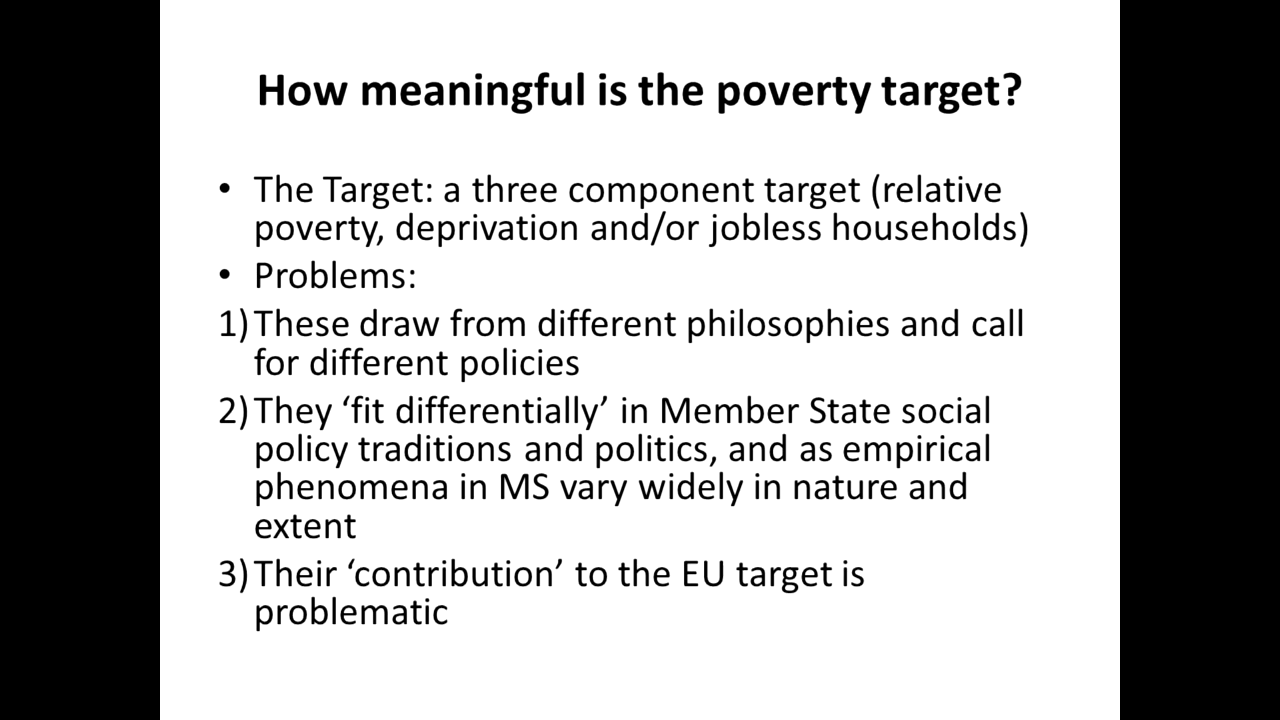 How meaningful is the poverty target?
• The Target: a three component target (relative
poverty, deprivation and/or jobless households)
• Problems:
1) These draw from different philosophies and call
for different policies
2) They ‘fit differentially’ in Member State social
policy traditions and politics, and as empirical
phenomena in MS vary widely in nature and
extent
3) Their ‘contribution’ to the EU target is
problematic